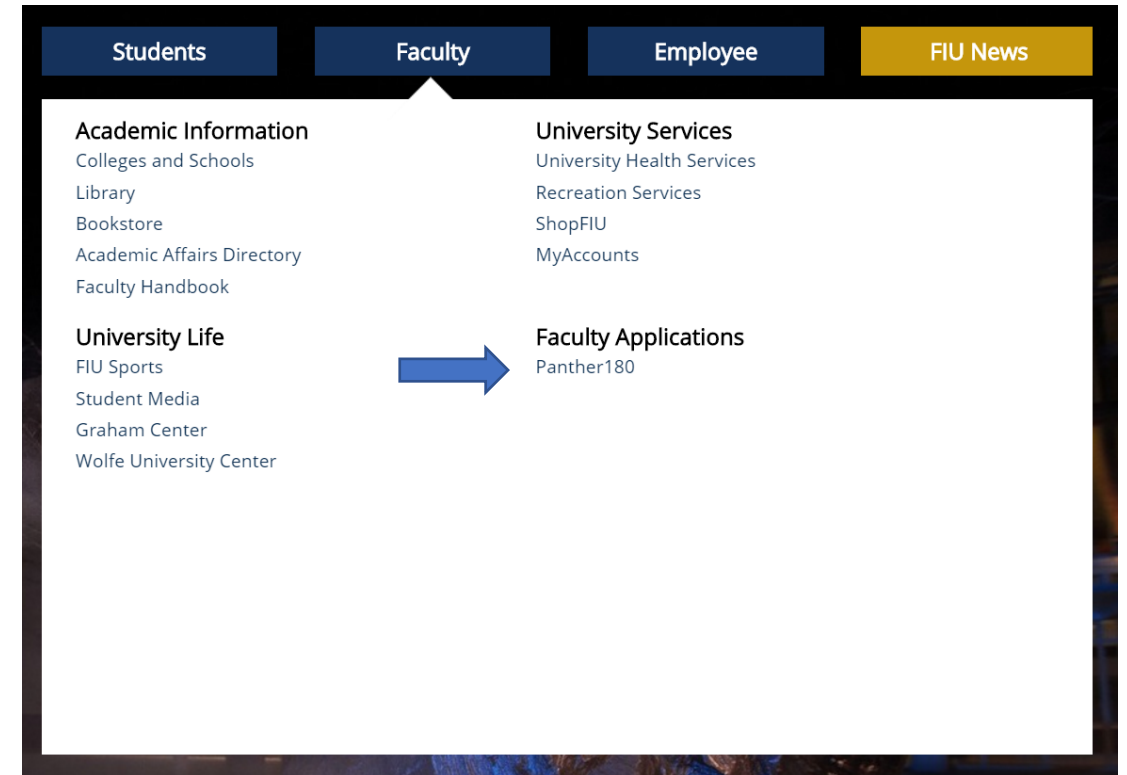 Students
Faculty
Employee
FIU News
Academic Information
Colleges and Schools
Library
Bookstore
Academic Affairs Directory
Faculty Handbook
University Services
University Health Services
Recreation Services
ShopFIU
MyAccounts
University Life
FIU Sports
Student Media
Graham Center
Wolfe University Center
Faculty Applications
Panther180